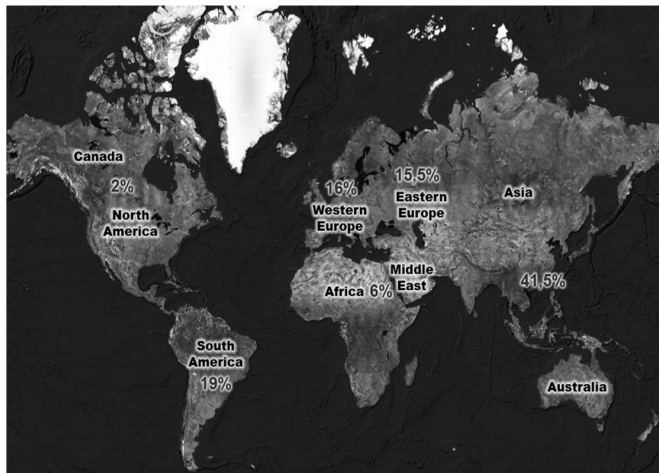 Canada
2%
North
America
16%
Western
Europe
15,5%
Eastern
Europe
Asia
Middle
East
Africa 6%
41,5%
South
America
19%
Australia